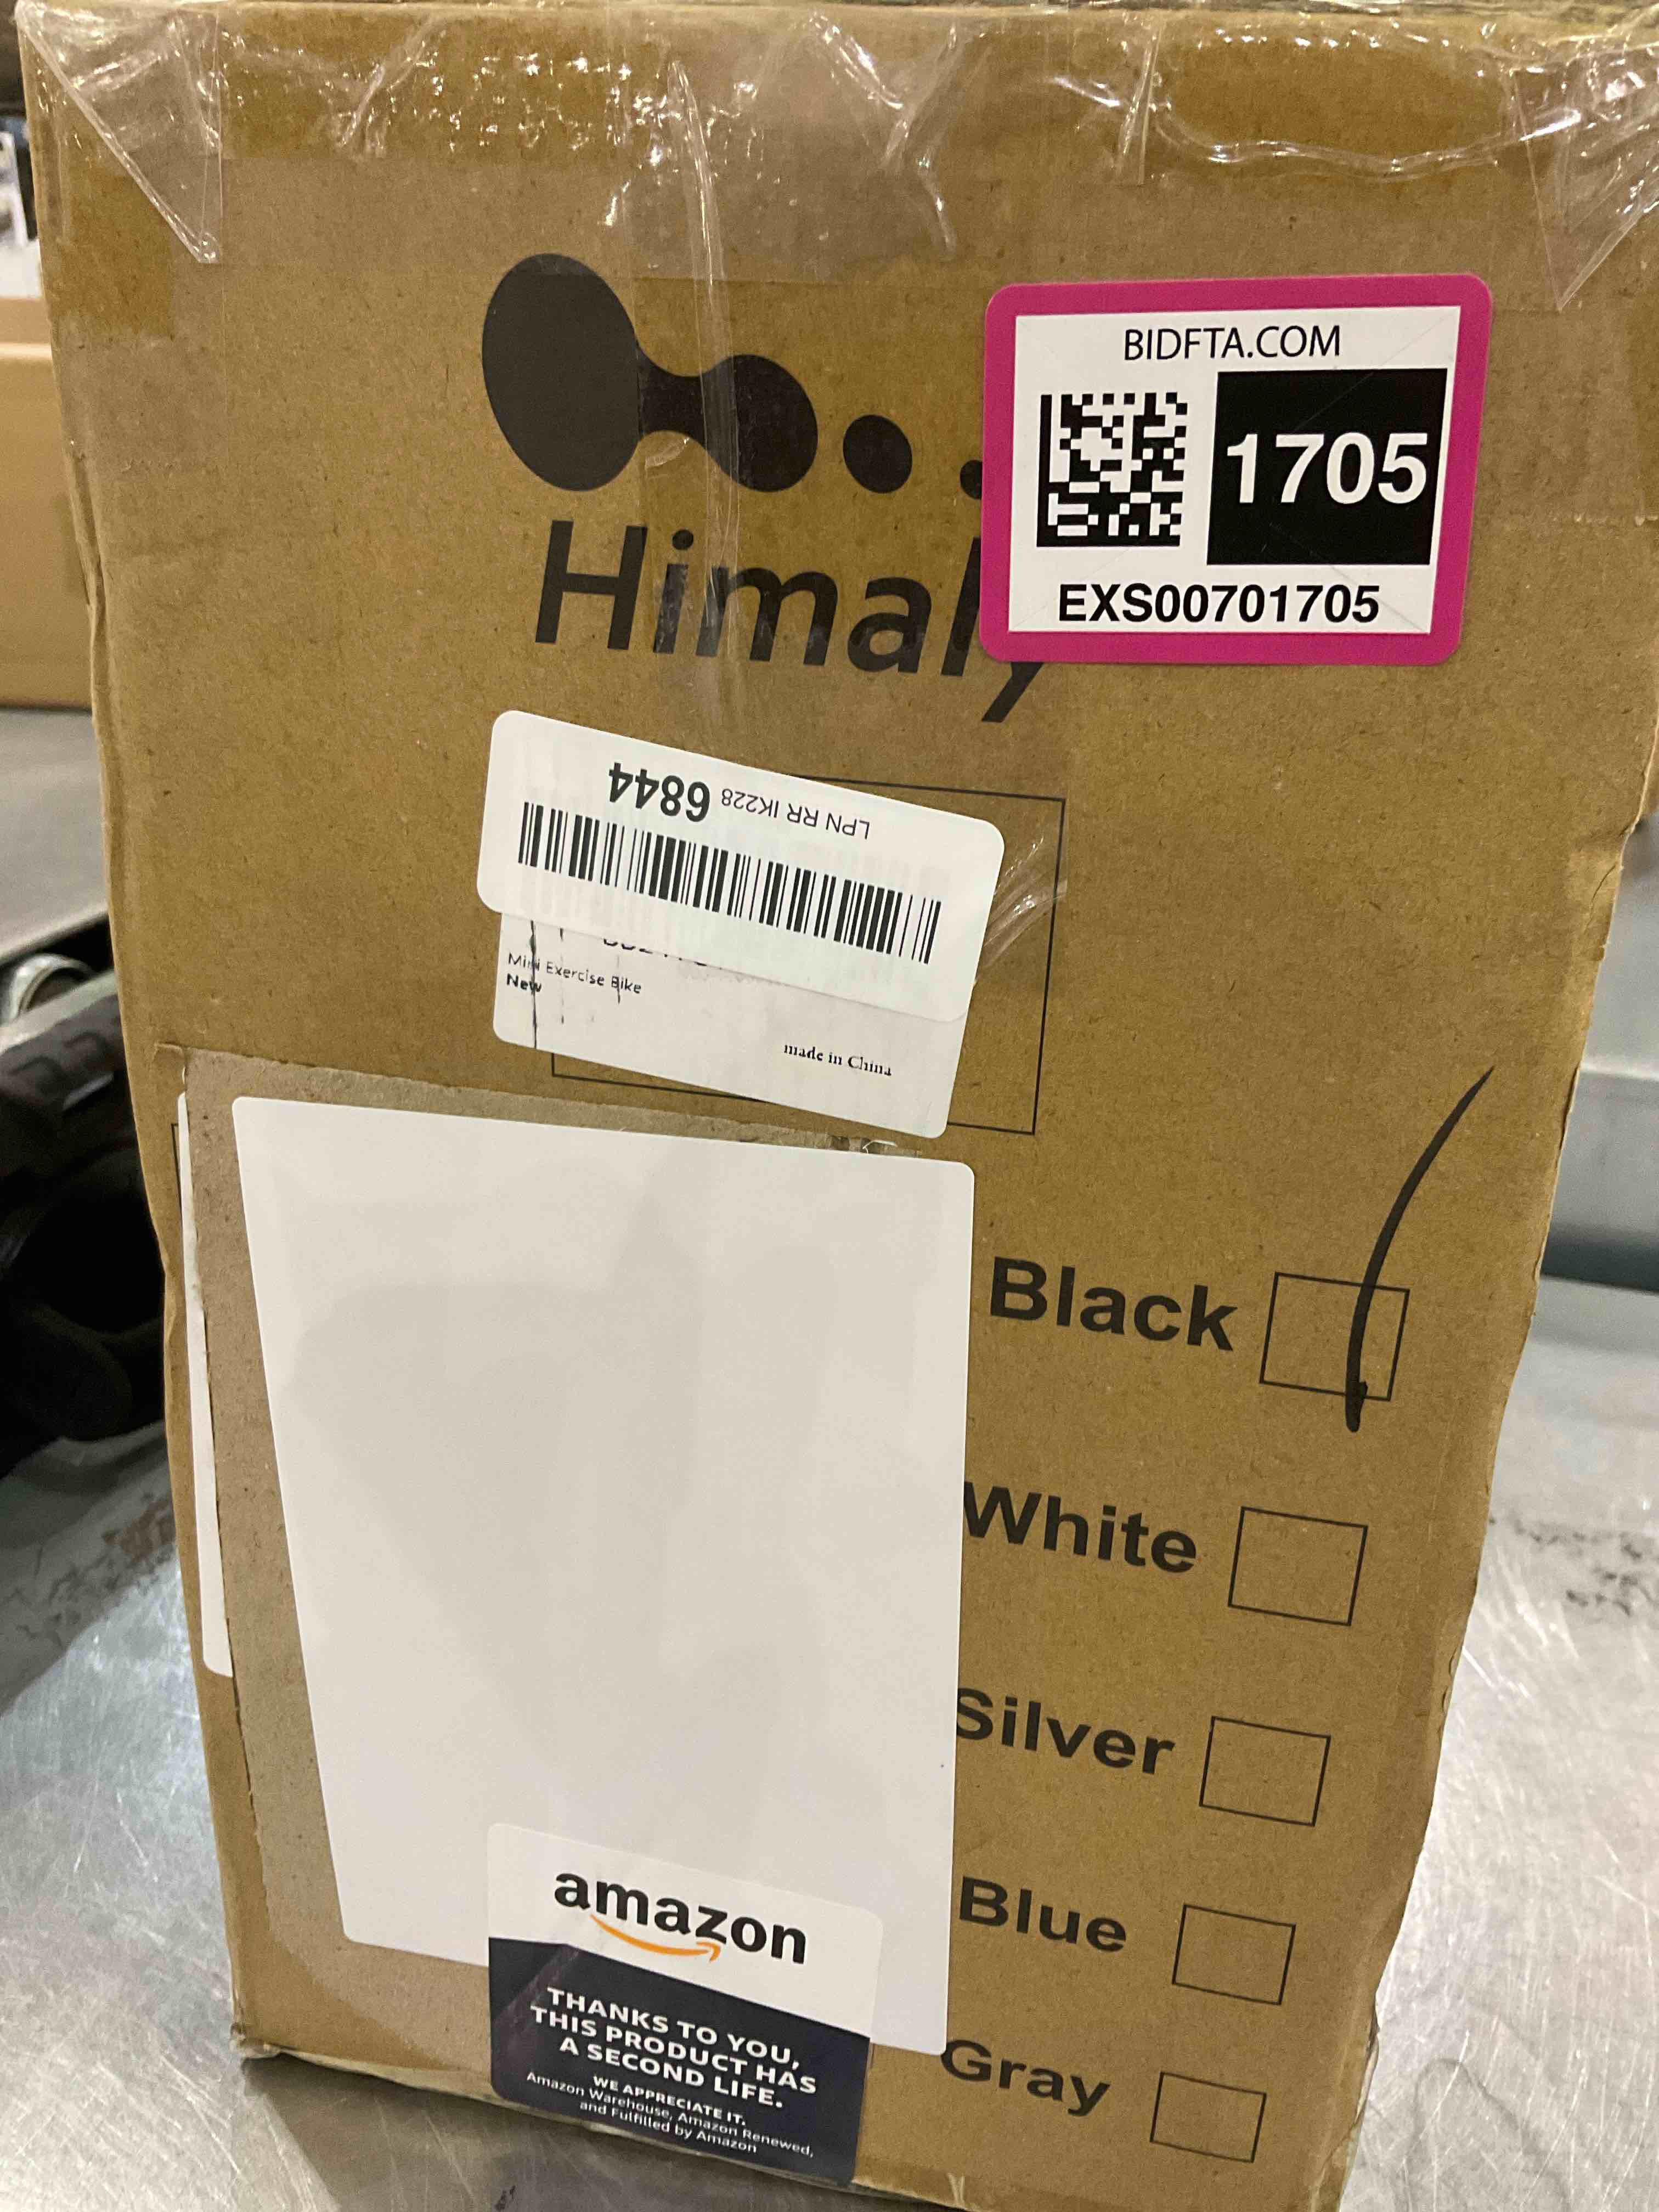 BIDFTA.COM
1705
EXS00701705
Himaly
LPN RR IK228 6844
Mini Exercise Bike
New
made in China
Black
White
Silver
Blue
Gray
amazon
THANKS TO YOU,
THIS PRODUCT HAS
A SECOND LIFE.
WE APPRECIATE IT.
Amazon Warehouse, Amazon Renewed,
and Fulfilled by Amazon